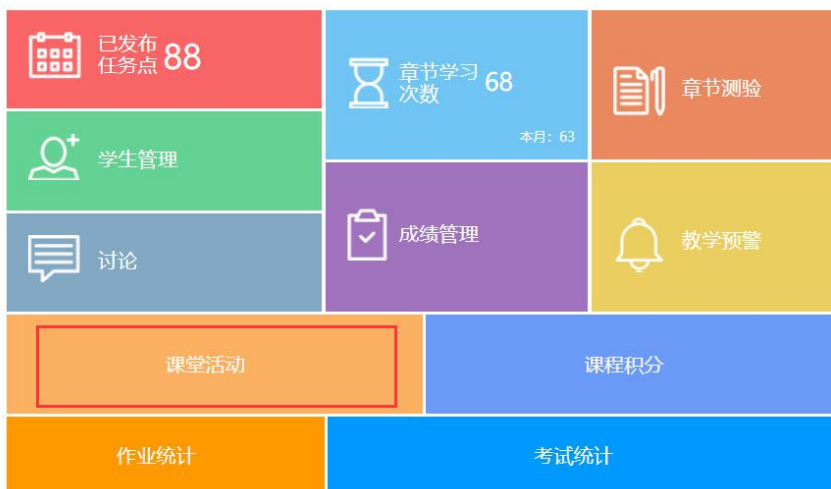 已发布
任务点 88
章节学习
次数 68
本月：63
章节测验
学生管理
成绩管理
教学预警
讨论
课堂活动
课程积分
作业统计
考试统计